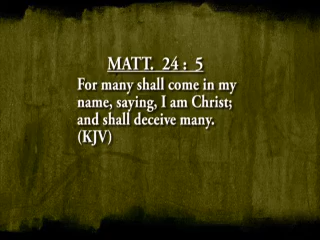 MATT. 24 : 5
For many shall come in my
name, saying, I am Christ;
and shall deceive many.
(KJV)